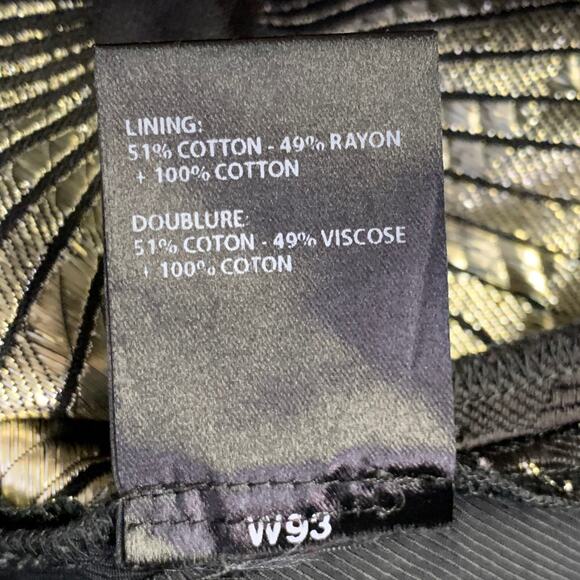 LINING:
51% COTTON - 49% RAYON
+ 100% COTTON
DOUBLURE:
51% COTON - 49% VISCOSE
+ 100% COTON
W93